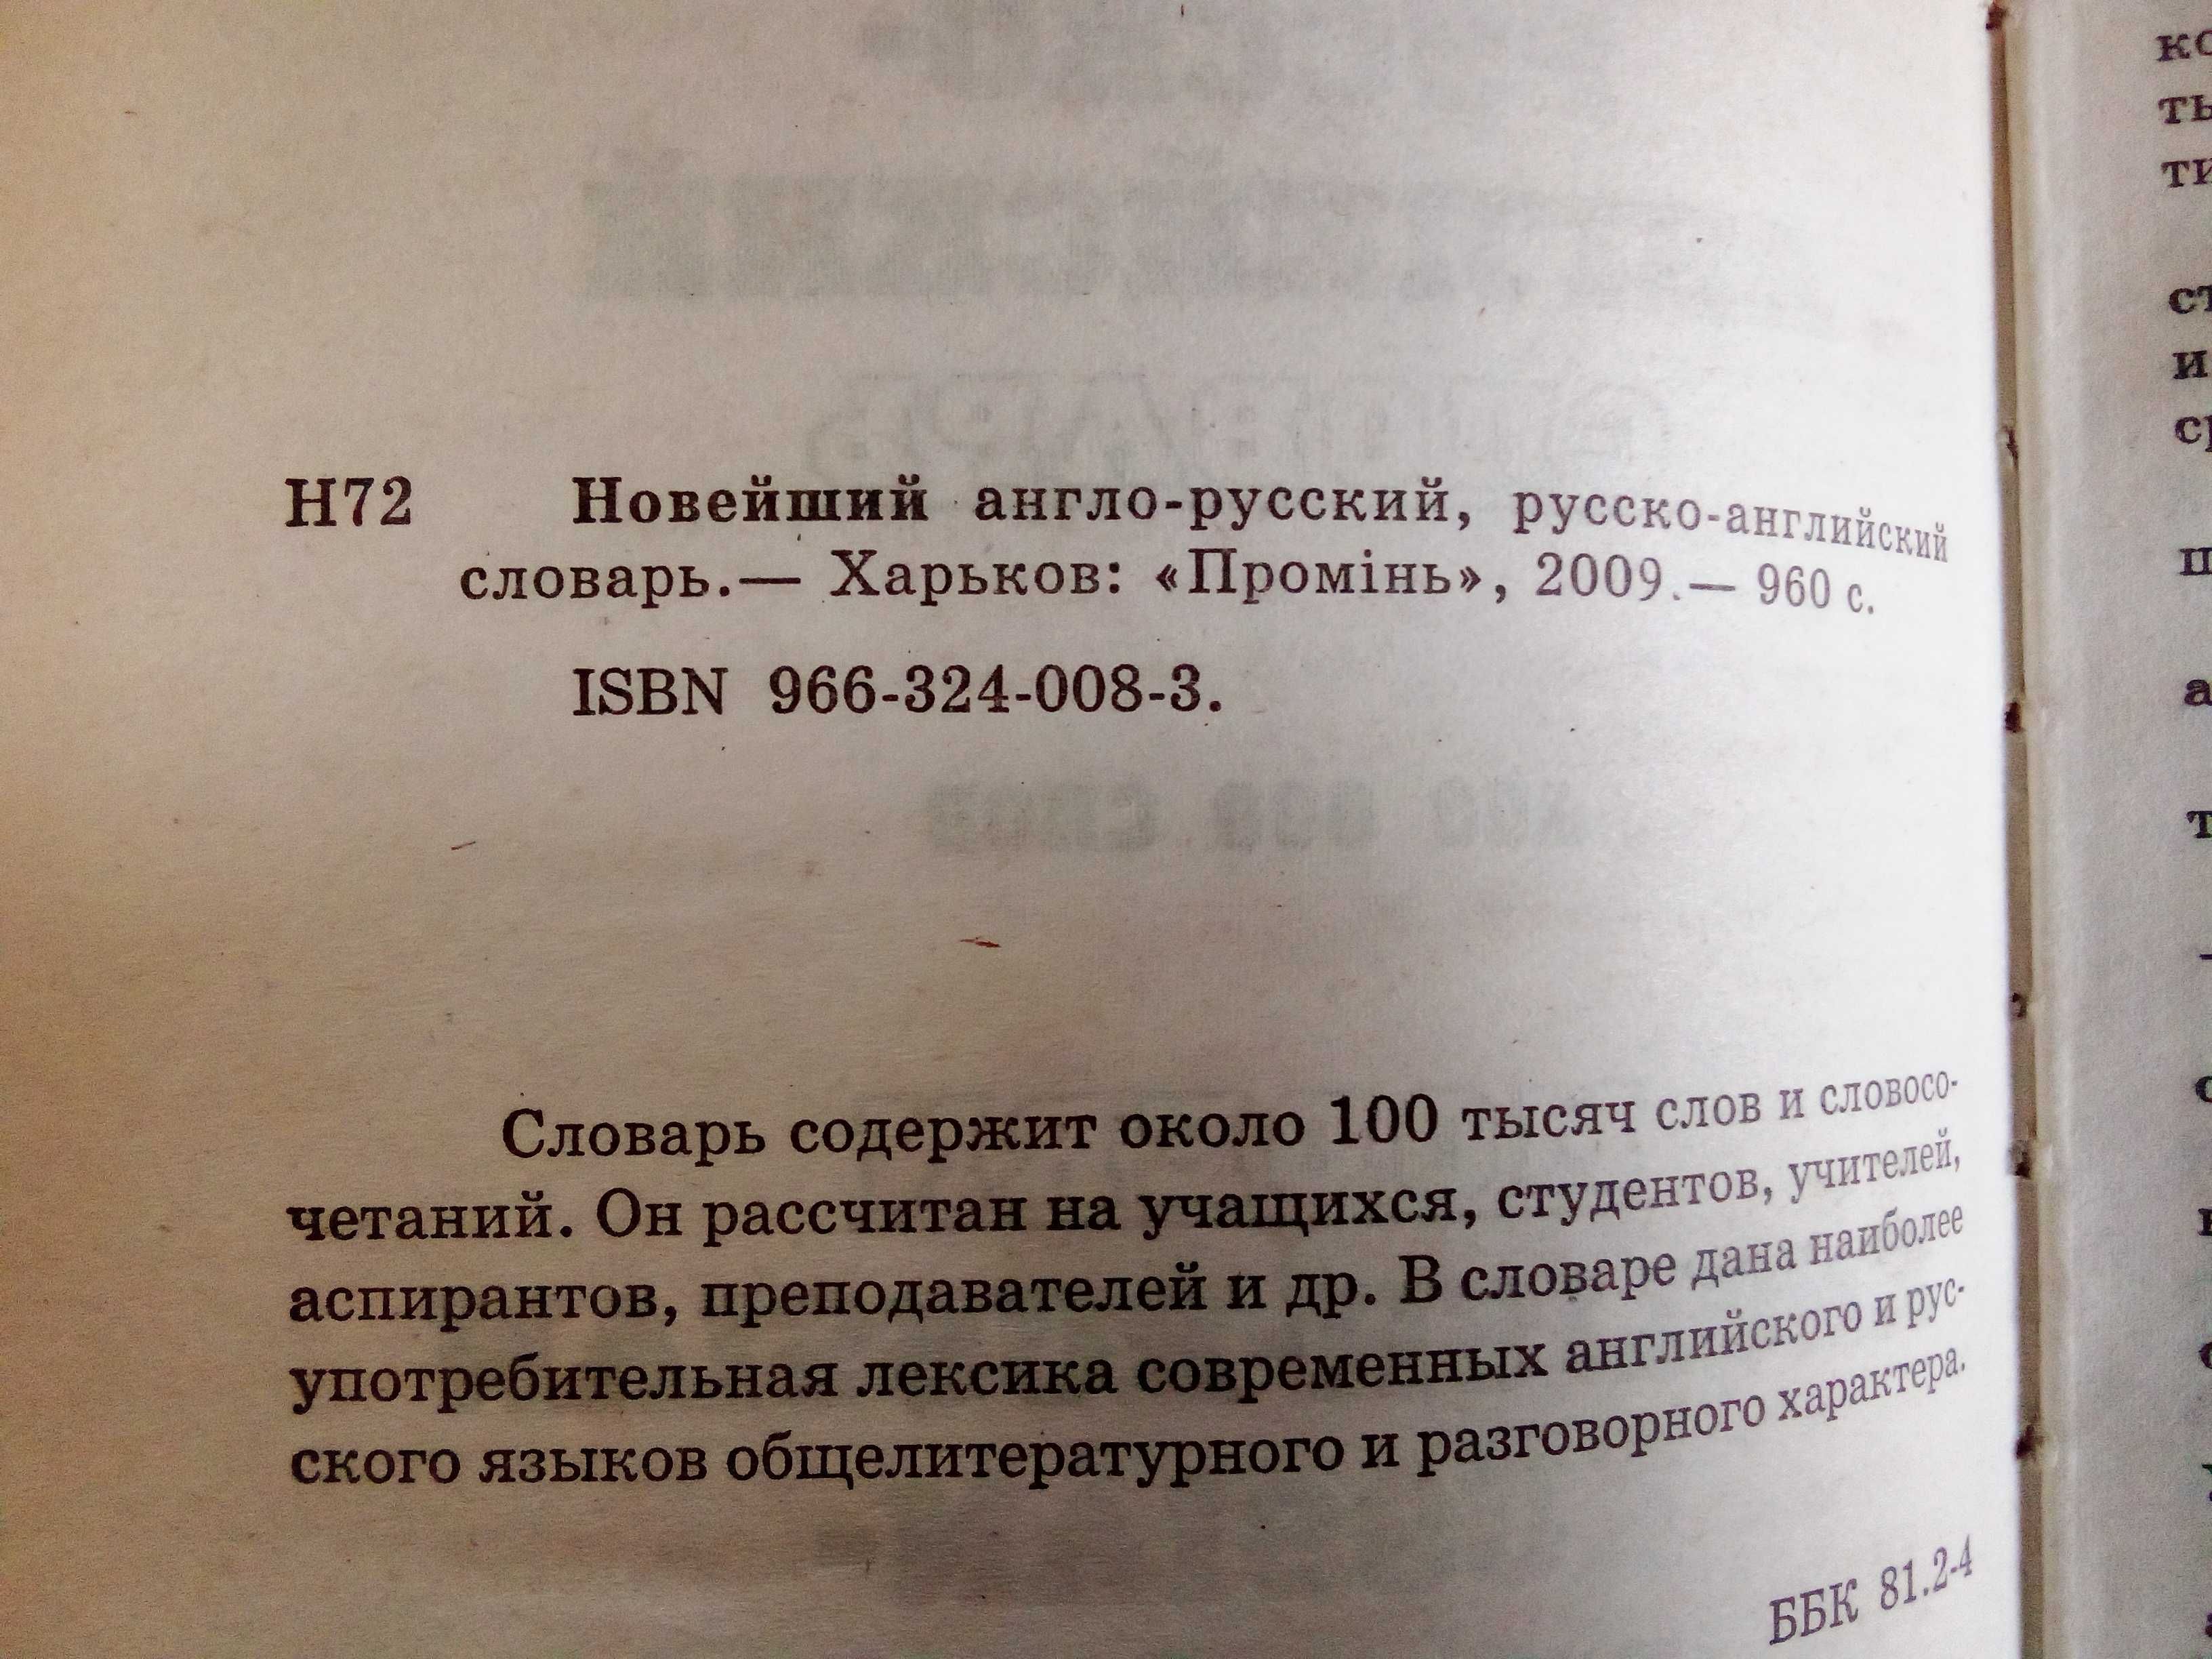 Н72 Новейший англо-русский, русско-английский
словарь.— Харьков: «Промінь», 2009.— 960 с.
ISBN 966-324-008-3.
Словарь содержит около 100 тысяч слов и словосо-
четаний. Он рассчитан на учащихся, студентов, учителей,
аспирантов, преподавателей и др. В словаре дана наиболее
употребительная лексика современных английского и рус-
ского языков общелитературного и разговорного характера.
ББК 81.2-4